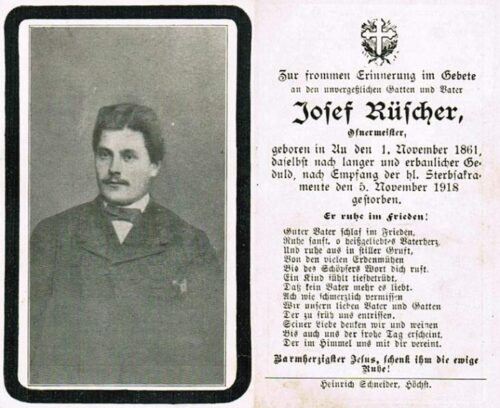 Zur frommen Erinnerung im Gebete
an den unvergeßlichen Gatten und Vater
Josef Rüscher,
Ofnermeister,
geboren in Au den 1. November 1861,
daselbst nach langer und erbaulicher Ge-
duld, nach Empfang der hl. Sterbsakra-
mente den 5. November 1918
gestorben.
Er ruhe im Frieden!
Guter Vater schlaf im Frieden,
Ruhe sanft, o heißgeliebtes Vaterherz,
Und ruhe aus in stiller Gruft,
Von den vielen Erdenmühen
Bis des Schöpfers Wort dich ruft.
Ein Kind fühlt tiefbetrübt,
Daß kein Vater mehr es liebt.
Ach wie schmerzlich vermissen
Wir unsern lieben Vater und Gatten
Der zu früh uns entrissen.
Seiner Liebe denken wir und weinen
Bis auch uns der frohe Tag erscheint,
Der im Himmel uns mit dir vereint.
Barmherzigster Jesus, schenk ihm die ewige
Ruhe!
Heinrich Schneider, Höchst.